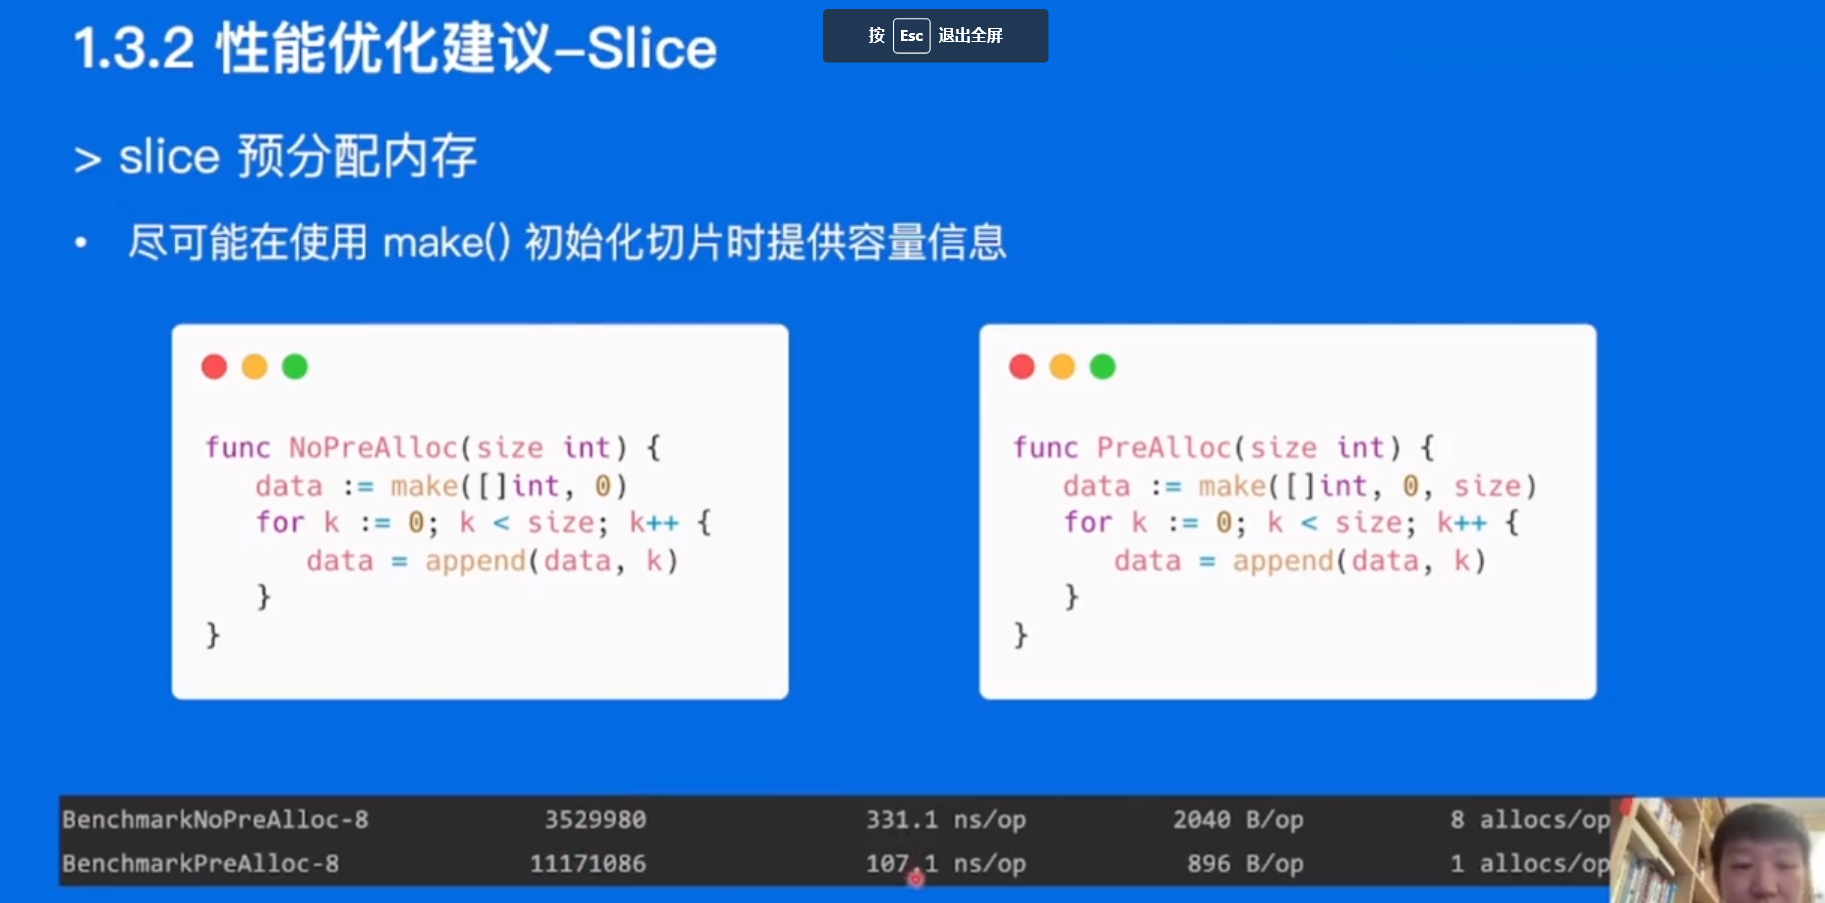 1.3.2 性能优化建议-Slice
按 Esc 退出全屏
> slice 预分配内存
• 尽可能在使用 make() 初始化切片时提供容量信息
func NoPreAlloc(size int) {
data := make([]int, 0)
for k := 0; k < size; k++ {
data = append(data, k)
}
}
func PreAlloc(size int) {
data := make([]int, 0, size)
for k := 0; k < size; k++ {
data = append(data, k)
}
}
BenchmarkNoPreAlloc-8 3529980 331.1 ns/op 2040 B/op 8 allocs/op
BenchmarkPreAlloc-8 11171086 107.1 ns/op 896 B/op 1 allocs/op